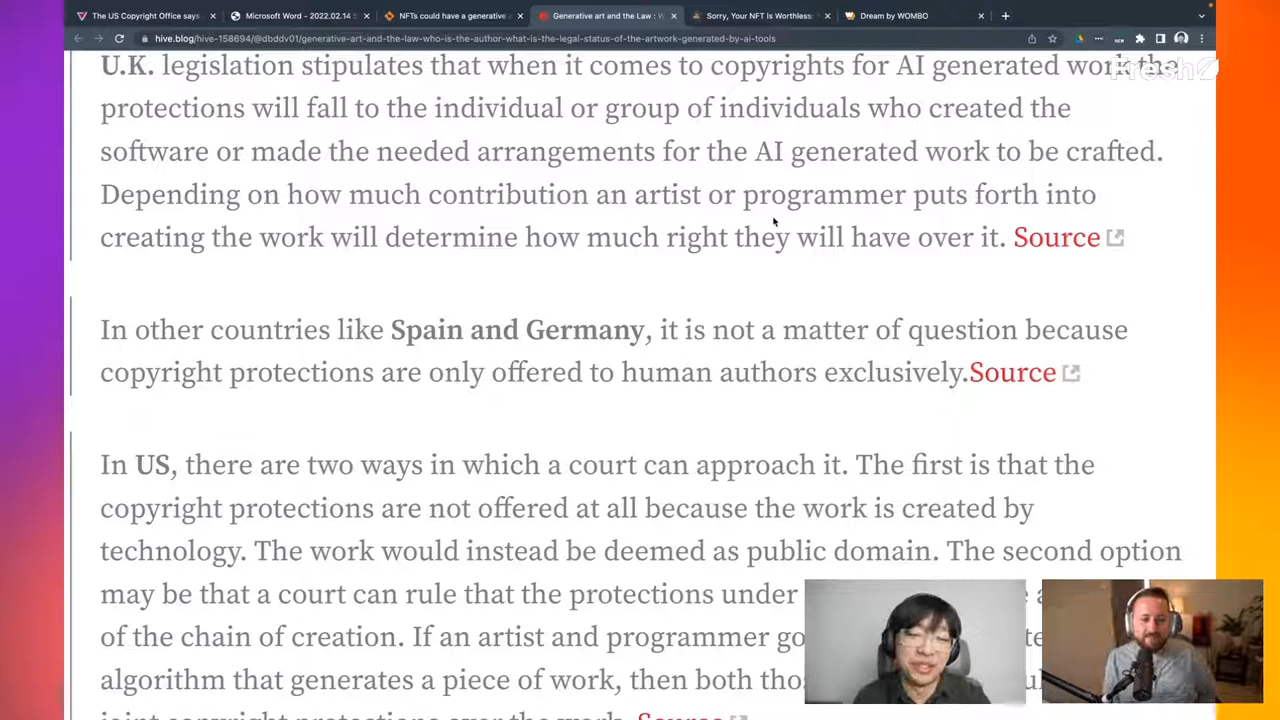 The US Copyright Office says
Microsoft Word - 2022.02.14 S
NFTs could have a generative
Generative art and the Law : W
Sorry, Your NFT Is Worthless:
Dream by WOMBO
hive.blog/hive-158694/@dbddv01/generative-art-and-the-law-who-is-the-author-what-is-the-legal-status-of-the-artwork-generated-by-ai-tools
Fresh
U.K. legislation stipulates that when it comes to copyrights for AI generated work the
protections will fall to the individual or group of individuals who created the
software or made the needed arrangements for the AI generated work to be crafted.
Depending on how much contribution an artist or programmer puts forth into
creating the work will determine how much right they will have over it. Source
In other countries like Spain and Germany, it is not a matter of question because
copyright protections are only offered to human authors exclusively.Source
In US, there are two ways in which a court can approach it. The first is that the
copyright protections are not offered at all because the work is created by
technology. The work would instead be deemed as public domain. The second option
may be that a court can rule that the protections under
of the chain of creation. If an artist and programmer go
algorithm that generates a piece of work, then both
joint copyright protections over the work. Source